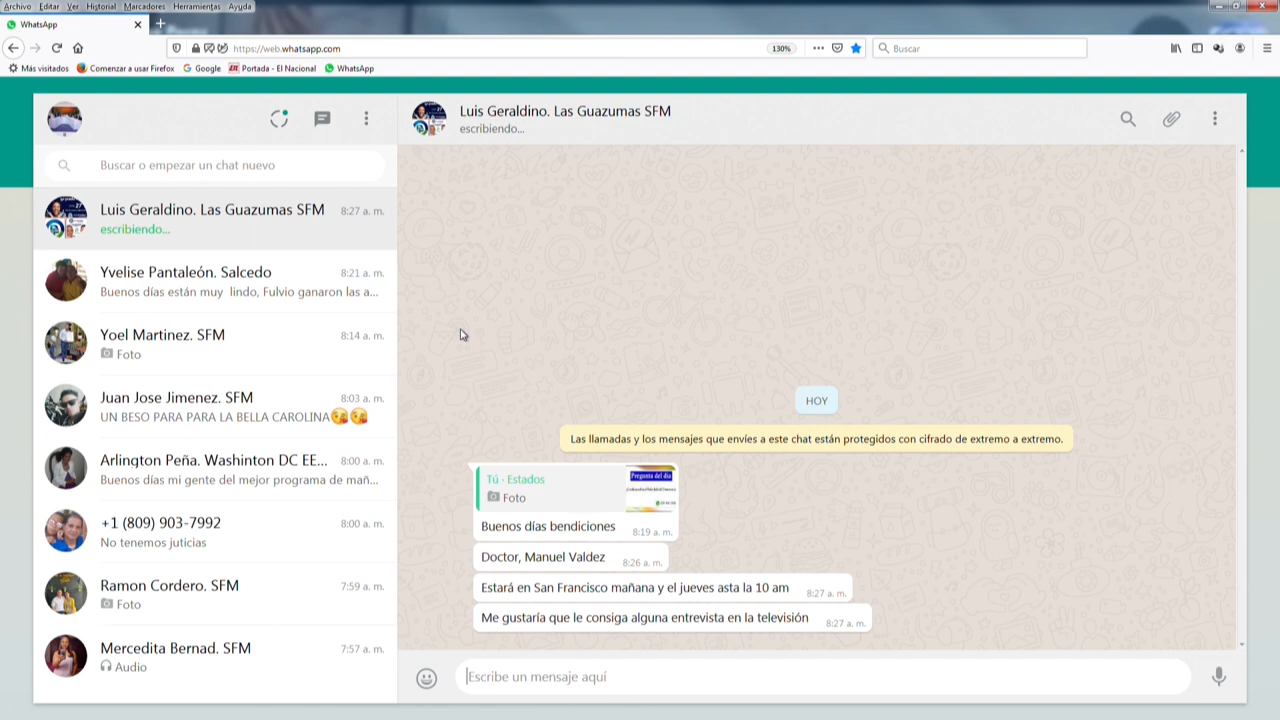 Archivo Editar Ver Historial Marcadores Herramientas Ayuda
WhatsApp
https://web.whatsapp.com
130%
Buscar
Más visitados Comenzar a usar Firefox Google Portada - El Nacional WhatsApp
Luis Geraldino. Las Guazumas SFM
escribiendo...
Buscar o empezar un chat nuevo
Luis Geraldino. Las Guazumas SFM 8:27 a. m.
escribiendo...
Yvelise Pantaleón. Salcedo 8:21 a. m.
Buenos días están muy lindo, Fulvio ganaron las a...
Yoel Martinez. SFM 8:14 a. m.
Foto
Juan Jose Jimenez. SFM 8:03 a. m.
UN BESO PARA PARA LA BELLA CAROLINA😘😘
Arlington Peña. Washinton DC EE... 8:00 a. m.
Buenos días mi gente del mejor programa de mañ...
+1 (809) 903-7992 8:00 a. m.
No tenemos juticias
Ramon Cordero. SFM 7:59 a. m.
Foto
Mercedita Bernad. SFM 7:57 a. m.
Audio
HOY
Las llamadas y los mensajes que envíes a este chat están protegidos con cifrado de extremo a extremo.
Tú · Estados
Foto
Pregunta del día
Buenos días bendiciones 8:19 a. m.
Doctor, Manuel Valdez 8:26 a. m.
Estará en San Francisco mañana y el jueves asta la 10 am 8:27 a. m.
Me gustaría que le consiga alguna entrevista en la televisión 8:27 a. m.
Escribe un mensaje aquí